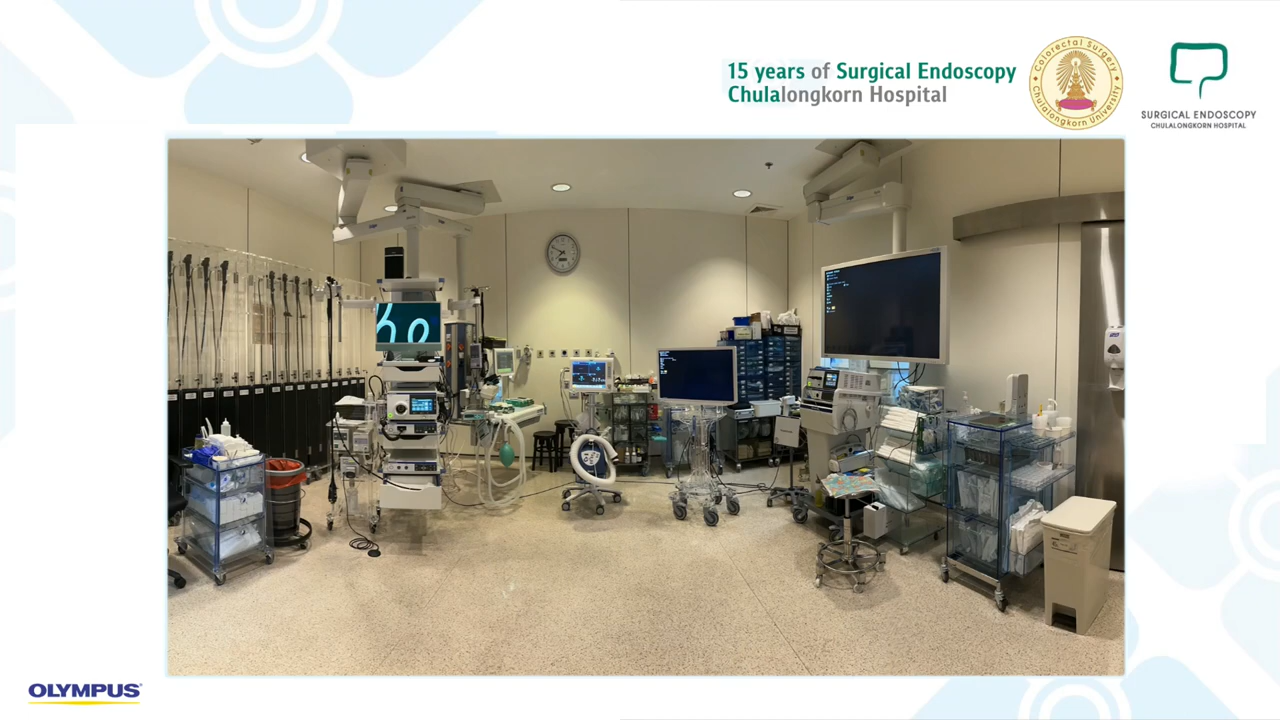 15 years of Surgical Endoscopy
Chulalongkorn Hospital
Colorectal Surgery
Chulalongkorn University
SURGICAL ENDOSCOPY
CHULALONGKORN HOSPITAL
OLYMPUS